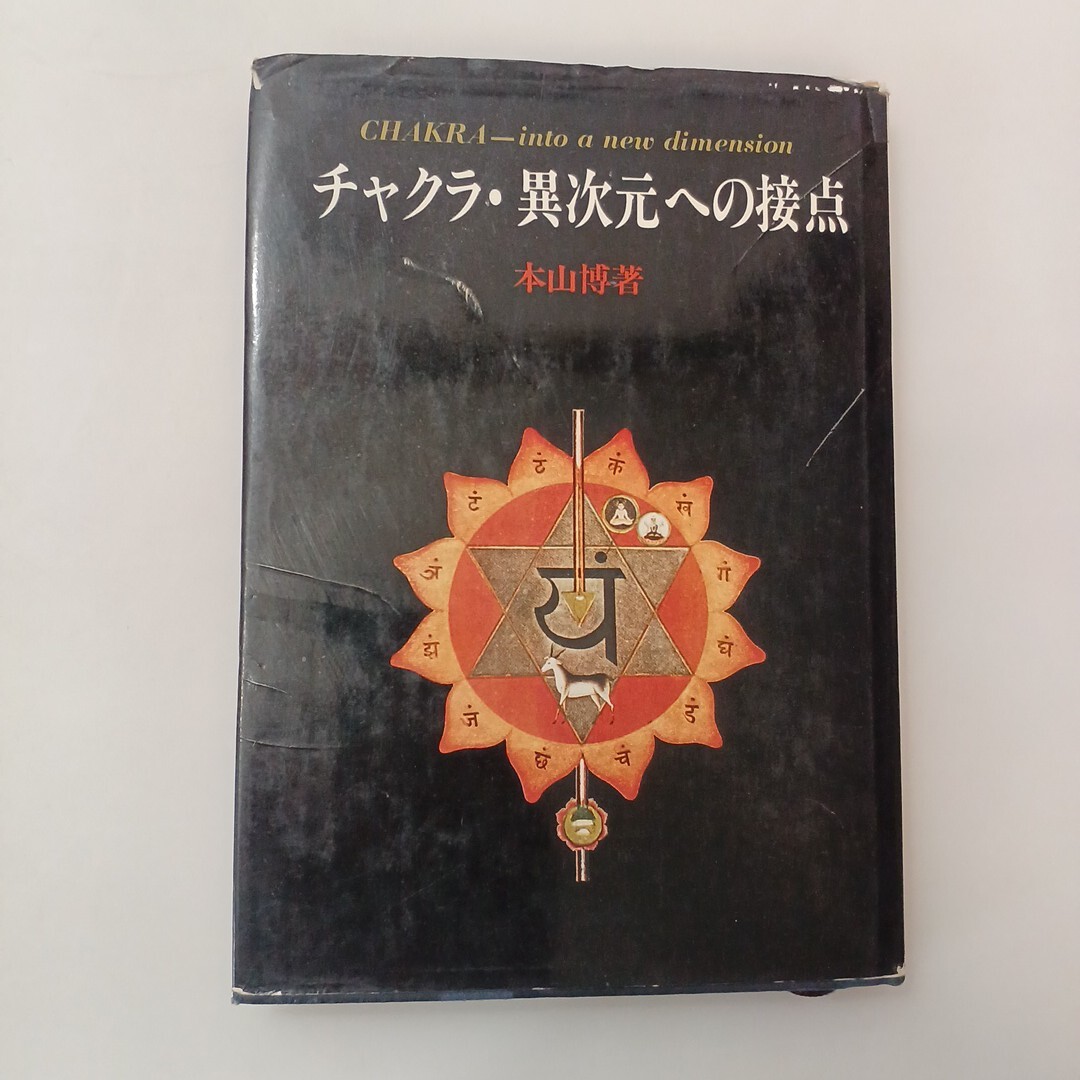 CHAKRA—into a new dimension
チャクラ・異次元への接点
本山博著
ठं कं
टं खं
ञं गं
यं
झं घं
जं ङं
छं चं